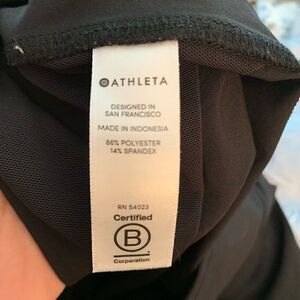 ATHLETA
DESIGNED IN
SAN FRANCISCO
MADE IN INDONESIA
86% POLYESTER
14% SPANDEX
RN 54023
Certified
B
Corporation